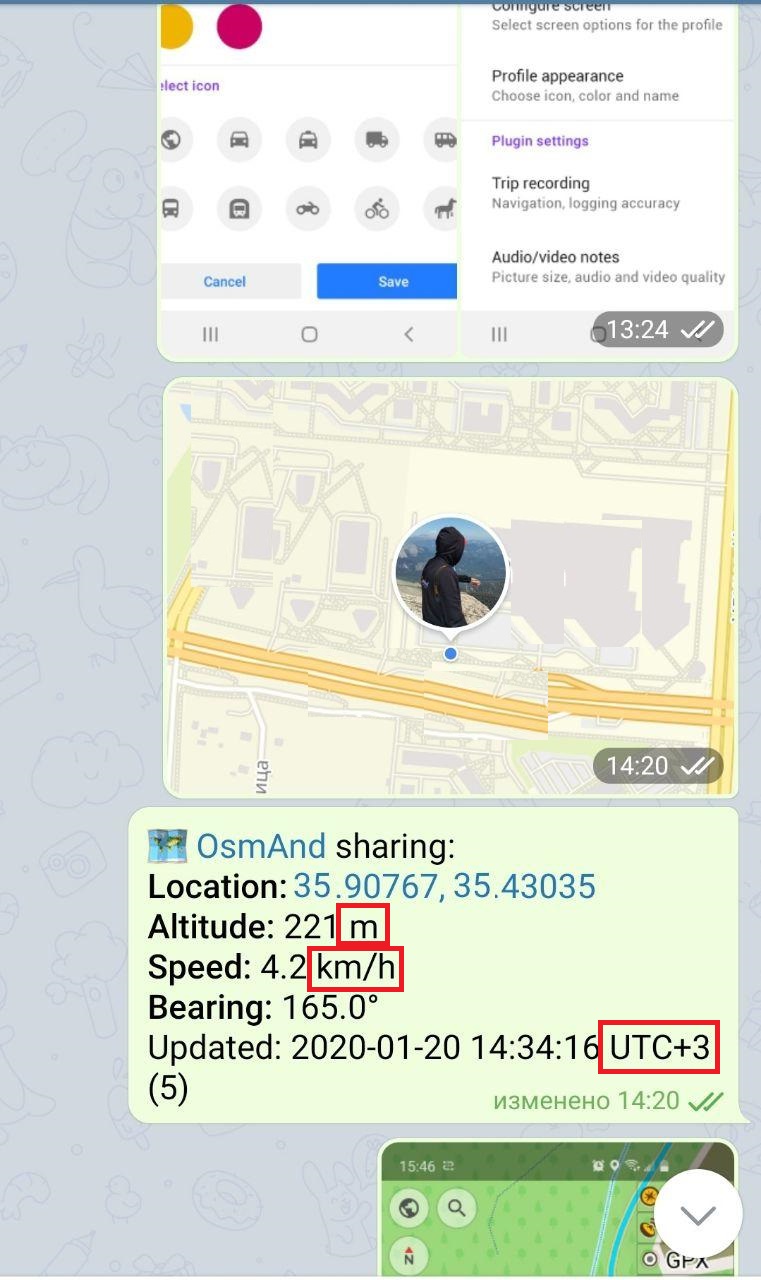 Configure screen
Select screen options for the profile
elect icon
Profile appearance
Choose icon, color and name
Plugin settings
Trip recording
Navigation, logging accuracy
Audio/video notes
Picture size, audio and video quality
Cancel
Save
13:24
ица
14:20
OsmAnd sharing:
Location: 35.90767, 35.43035
Altitude: 221 m
Speed: 4.2 km/h
Bearing: 165.0°
Updated: 2020-01-20 14:34:16 UTC+3
(5)
изменено 14:20
15:46
N
GPX